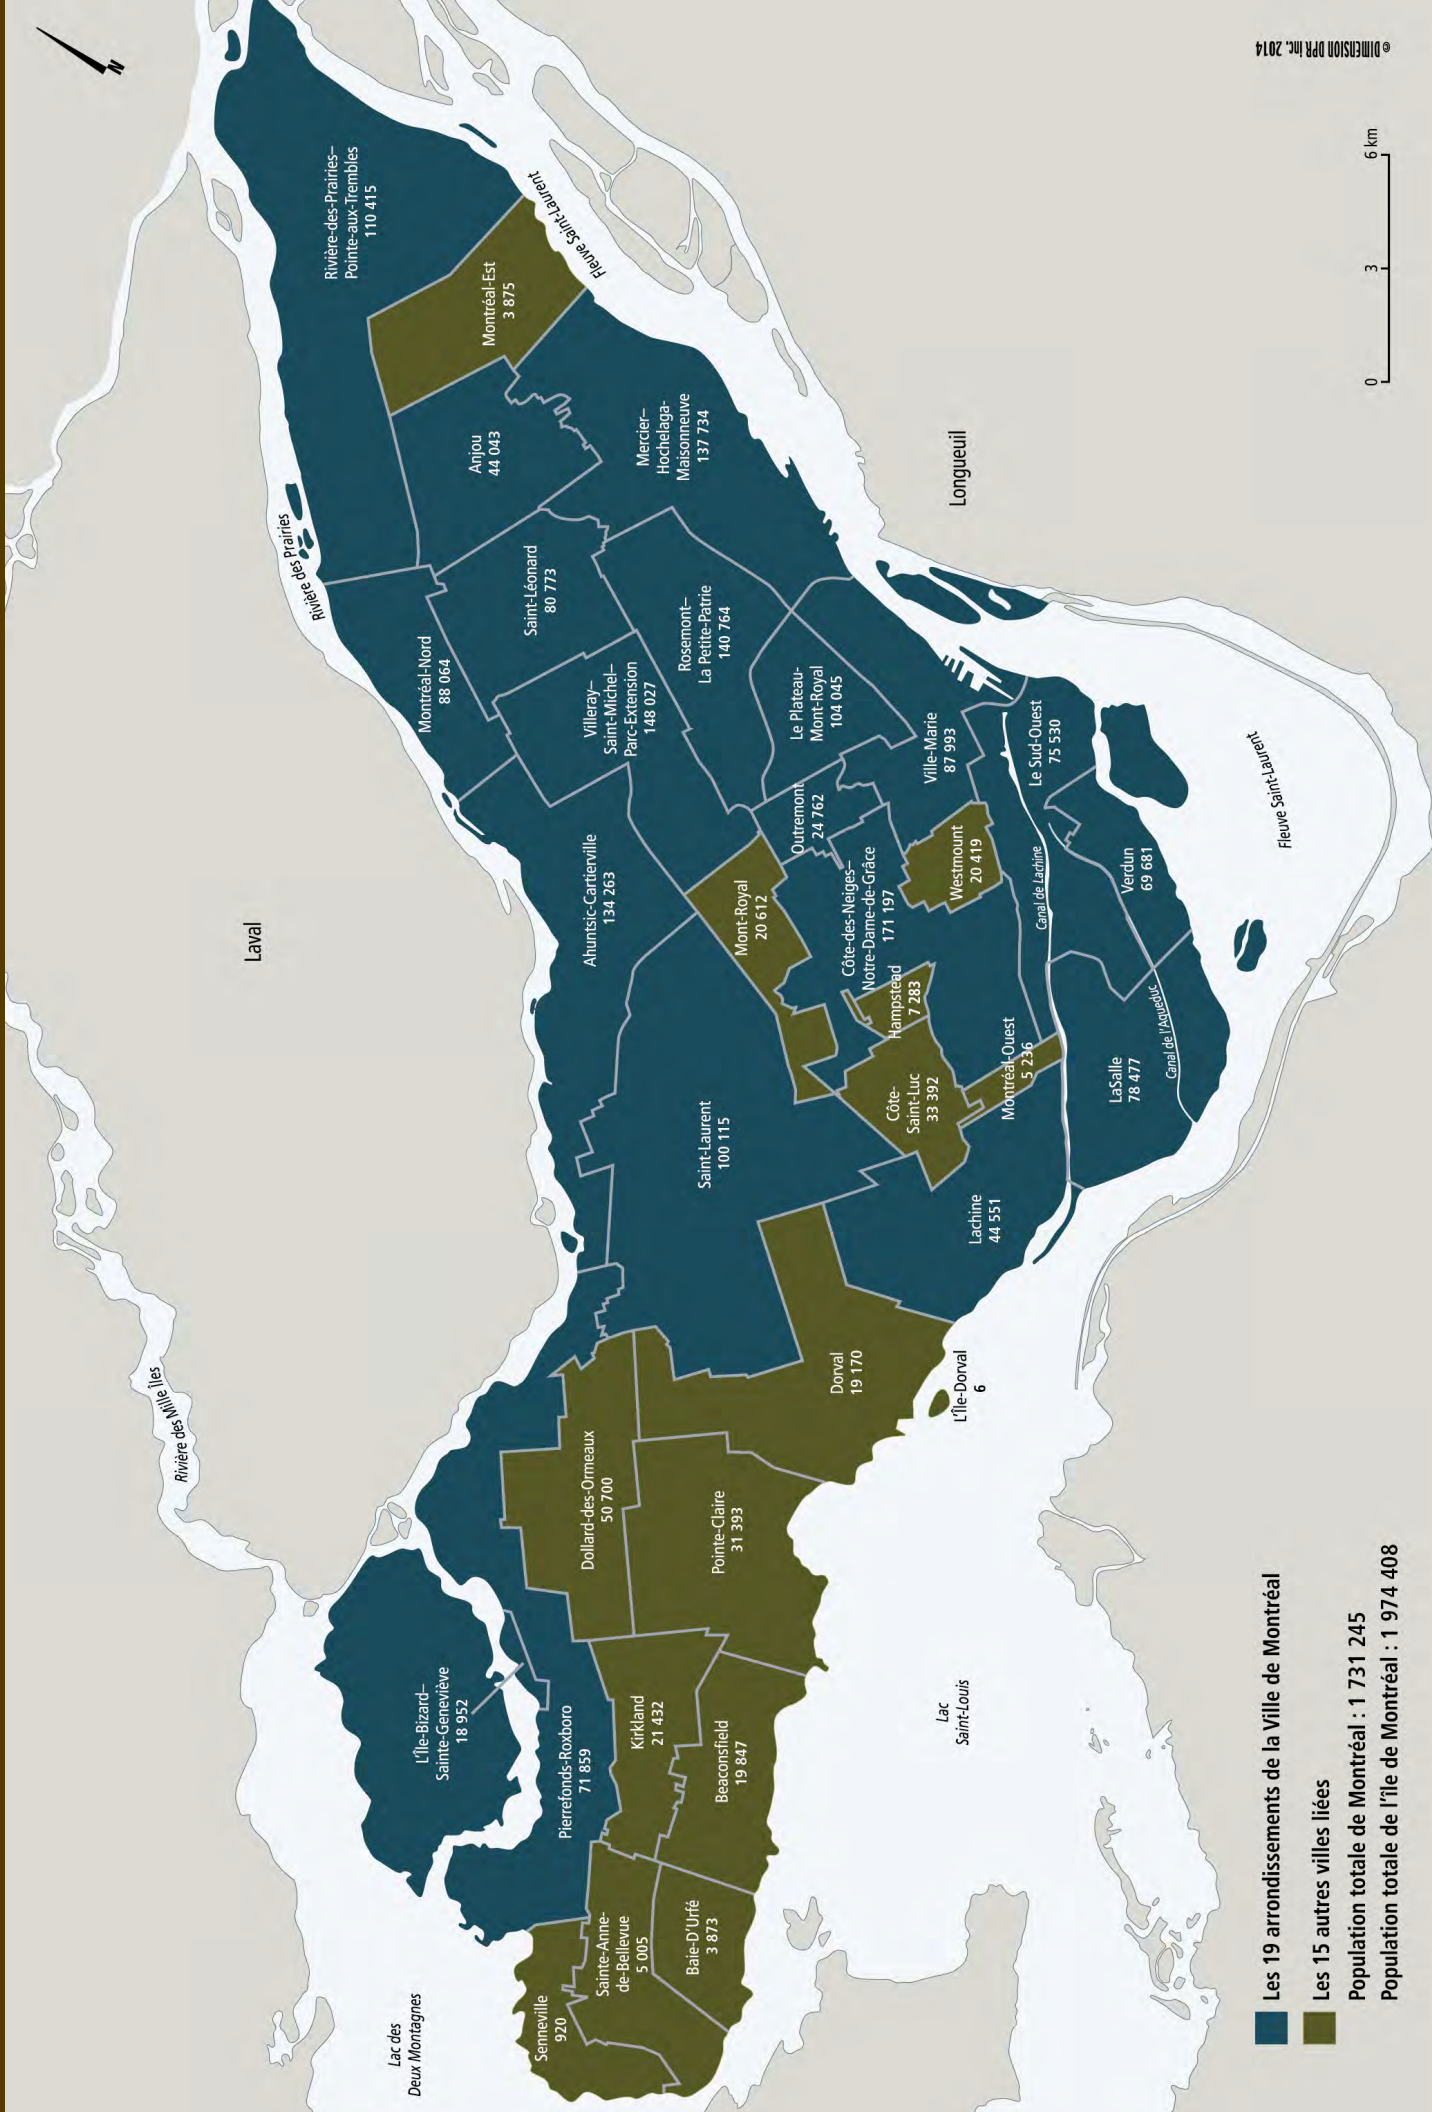 N
© DIMENSION DPR inc. 2014
Rivière-des-Prairies–
Pointe-aux-Trembles
110 415
Montréal-Est
3 875
Fleuve Saint-Laurent
Anjou
44 043
Mercier–
Hochelaga-
Maisonneuve
137 734
Rivière des Prairies
Montréal-Nord
88 064
Saint-Léonard
80 773
Villeray–
Saint-Michel–
Parc-Extension
148 027
Rosemont–
La Petite-Patrie
140 764
Le Plateau-
Mont-Royal
104 045
Ville-Marie
87 993
Le Sud-Ouest
75 530
Longueuil
Laval
Ahuntsic-Cartierville
134 263
Outremont
24 762
Mont-Royal
20 612
Côte-des-Neiges–
Notre-Dame-de-Grâce
171 197
Westmount
20 419
Canal de Lachine
Verdun
69 681
Fleuve Saint-Laurent
Hampstead
7 283
Côte-
Saint-Luc
33 392
Montréal-Ouest
5 236
LaSalle
78 477
Canal de l'Aqueduc
Saint-Laurent
100 115
Lachine
44 551
Dorval
19 170
L'Île-Dorval
6
Rivière des Mille Îles
Dollard-des-Ormeaux
50 700
Pointe-Claire
31 393
L'Île-Bizard–
Sainte-Geneviève
18 952
Pierrefonds-Roxboro
71 859
Kirkland
21 432
Beaconsfield
19 847
Lac
Saint-Louis
Sainte-Anne-
de-Bellevue
5 005
Baie-D'Urfé
3 873
Senneville
920
Lac des
Deux Montagnes
0 3 6 km
Les 19 arrondissements de la Ville de Montréal
Les 15 autres villes liées
Population totale de Montréal : 1 731 245
Population totale de l'île de Montréal : 1 974 408